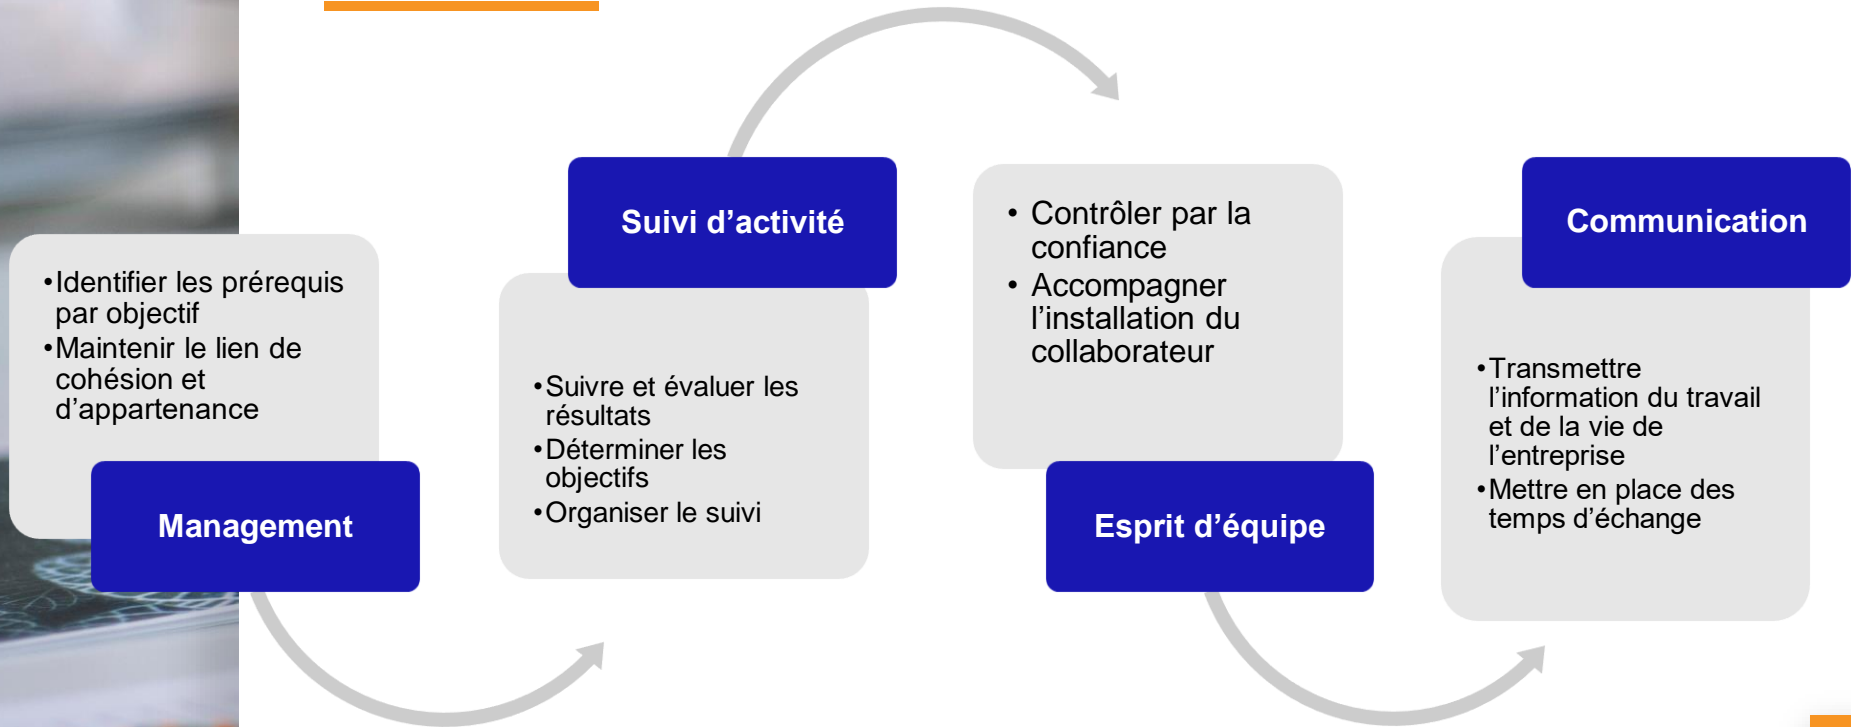 •Identifier les prérequis
par objectif
•Maintenir le lien de
cohésion et
d’appartenance
Management
Suivi d’activité
•Suivre et évaluer les
résultats
•Déterminer les
objectifs
•Organiser le suivi
• Contrôler par la
confiance
• Accompagner
l’installation du
collaborateur
Esprit d’équipe
Communication
•Transmettre
l’information du travail
et de la vie de
l’entreprise
•Mettre en place des
temps d’échange